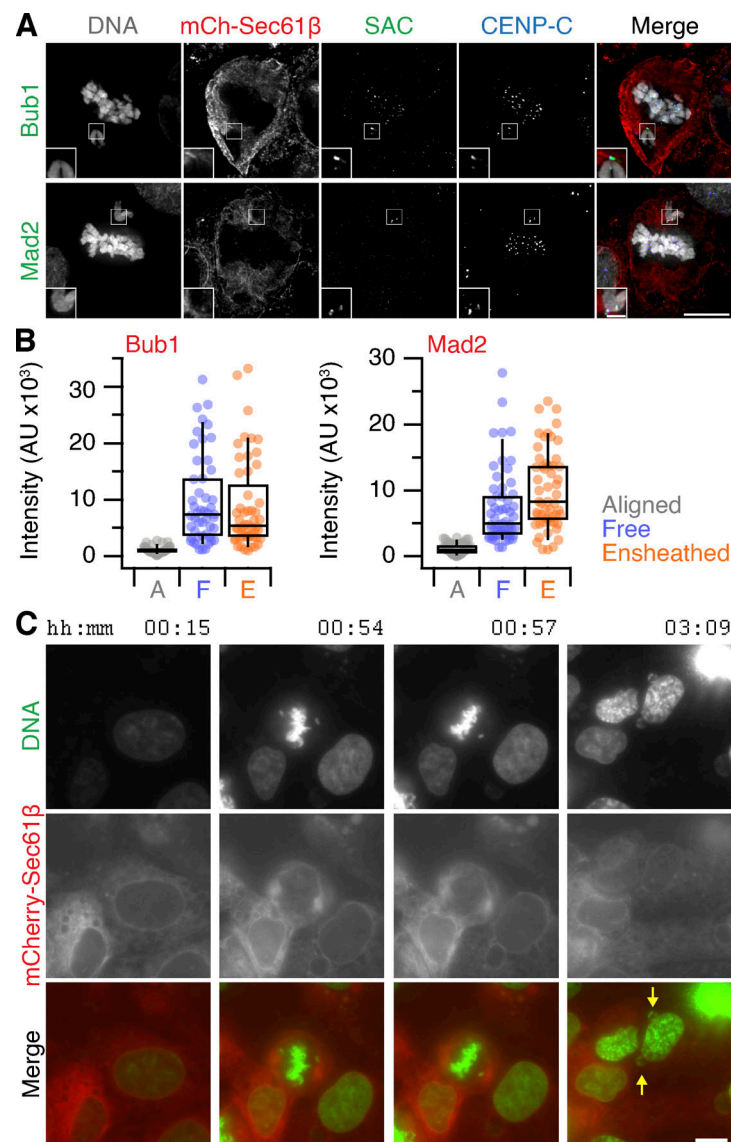 A
DNA
mCh-Sec61β
SAC
CENP-C
Merge
Bub1
Mad2
B
Bub1
Intensity (AU x10³)
30
20
10
0
A
F
E
Mad2
Intensity (AU x10³)
30
20
10
0
A
F
E
Aligned
Free
Ensheathed
C
hh:mm 00:15 00:54 00:57 03:09
DNA
mCherry-Sec61β
Merge